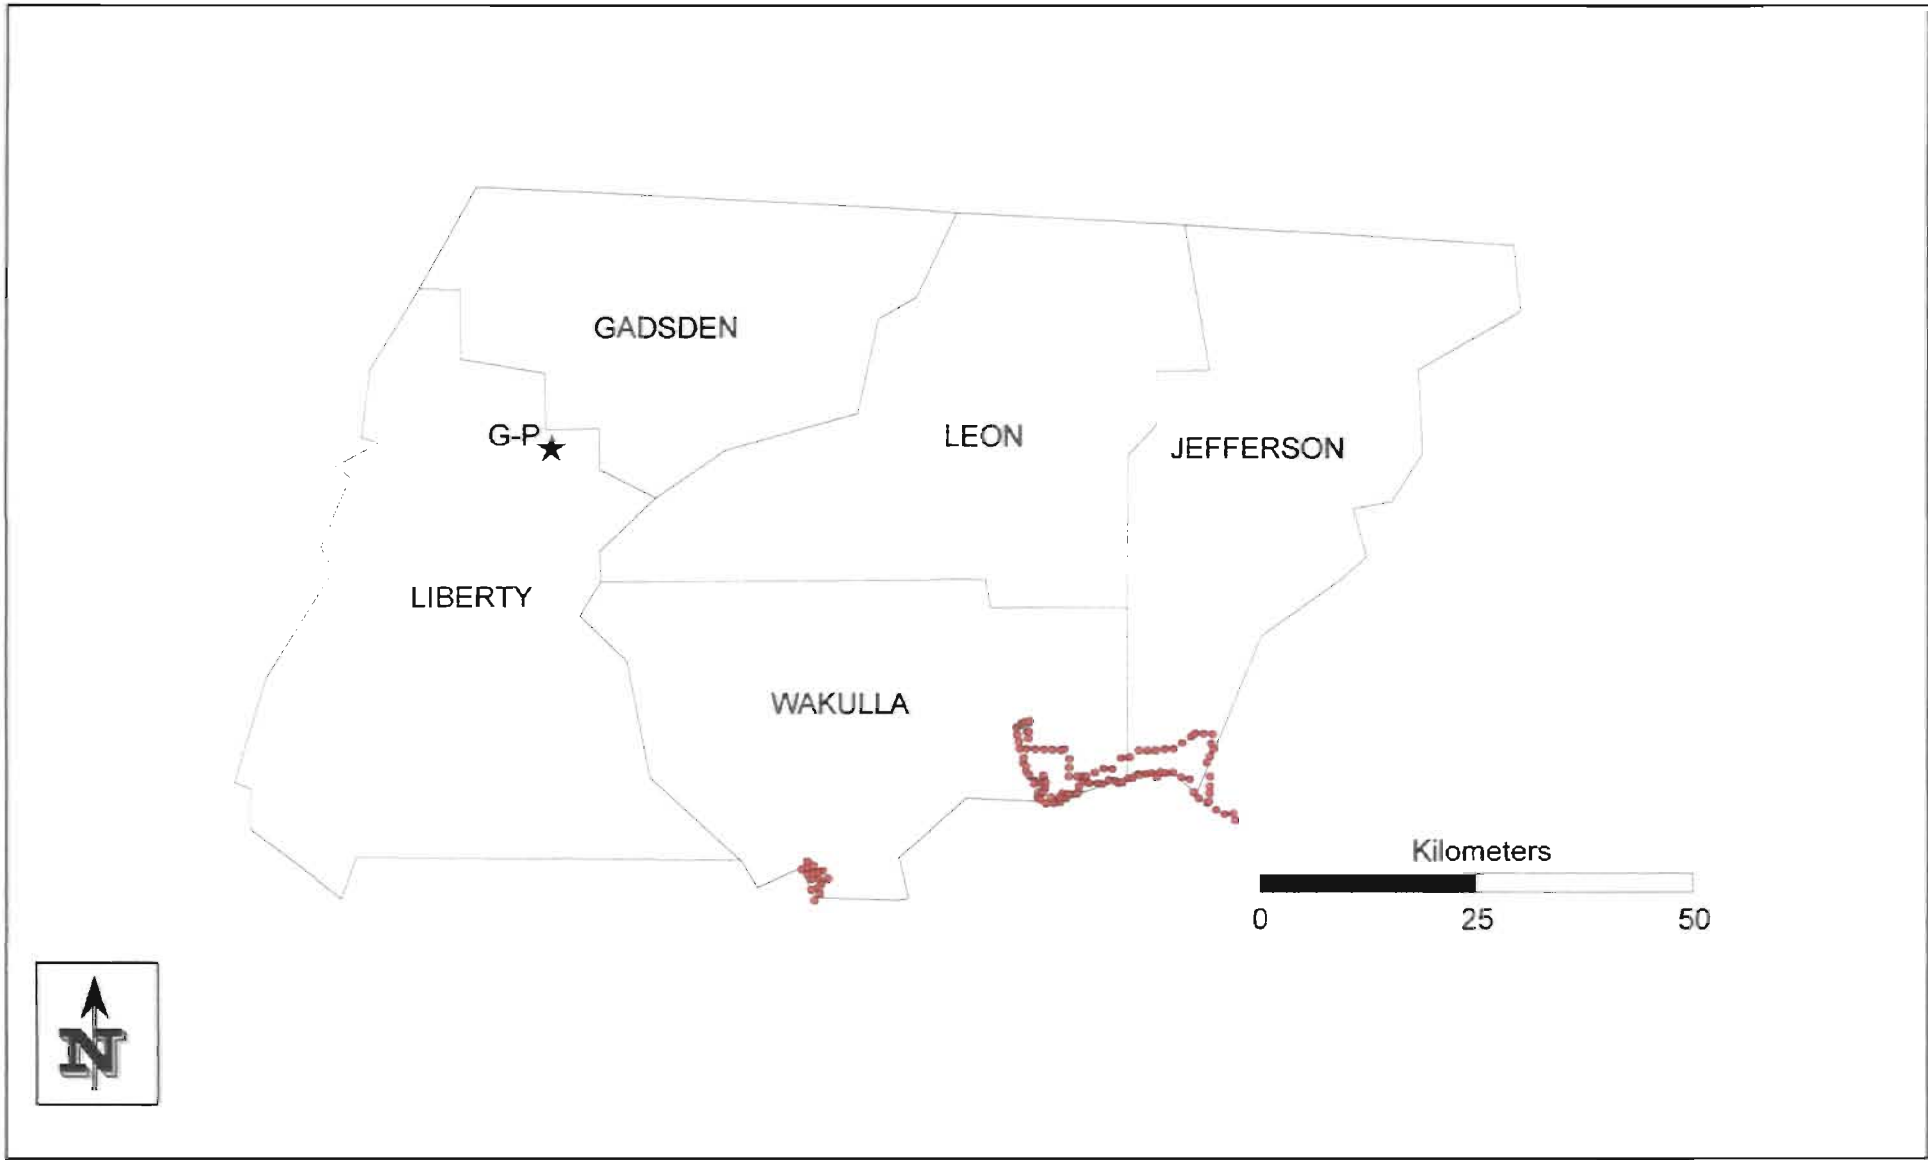 GADSDEN
G-P
LEON
JEFFERSON
LIBERTY
WAKULLA
Kilometers
0 25 50
N